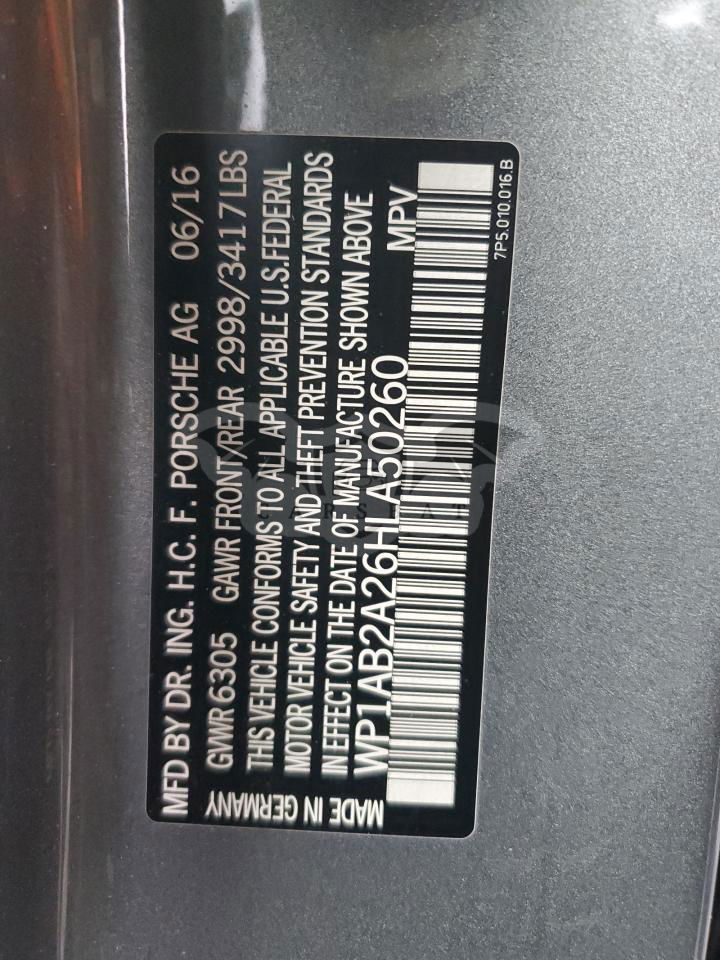 MFD BY DR. ING. H.C. F. PORSCHE AG 06/16
GVWR 6305 GAWR FRONT/REAR 2998/3417 LBS
THIS VEHICLE CONFORMS TO ALL APPLICABLE U.S.FEDERAL
MOTOR VEHICLE SAFETY AND THEFT PREVENTION STANDARDS
IN EFFECT ON THE DATE OF MANUFACTURE SHOWN ABOVE
WP1AB2A26HLA50260 MPV
MADE IN GERMANY
7P5.010.016.B